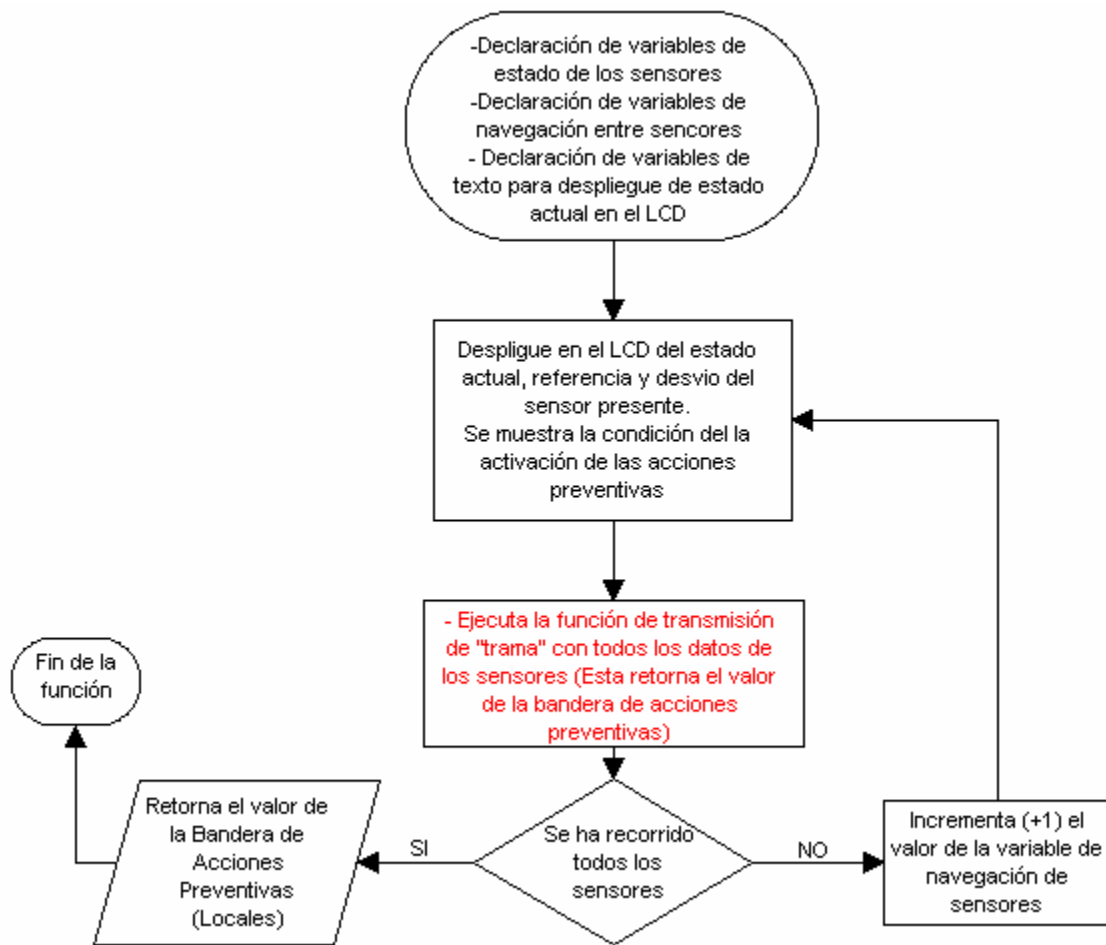 -Declaración de variables de
estado de los sensores
-Declaración de variables de
navegación entre sencores
- Declaración de variables de
texto para despliegue de estado
actual en el LCD
Despligue en el LCD del estado
actual, referencia y desvio del
sensor presente.
Se muestra la condición del la
activación de las acciones
preventivas
- Ejecuta la función de transmisión
de "trama" con todos los datos de
los sensores (Esta retorna el valor
de la bandera de acciones
preventivas)
Fin de la
función
Retorna el valor de
la Bandera de
Acciones
Preventivas
(Locales)
SI
Se ha recorrido
todos los
sensores
NO
Incrementa (+1) el
valor de la variable de
navegación de
sensores